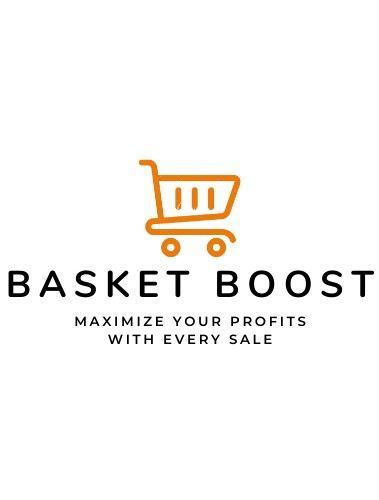 BASKET BOOST
MAXIMIZE YOUR PROFITS
WITH EVERY SALE